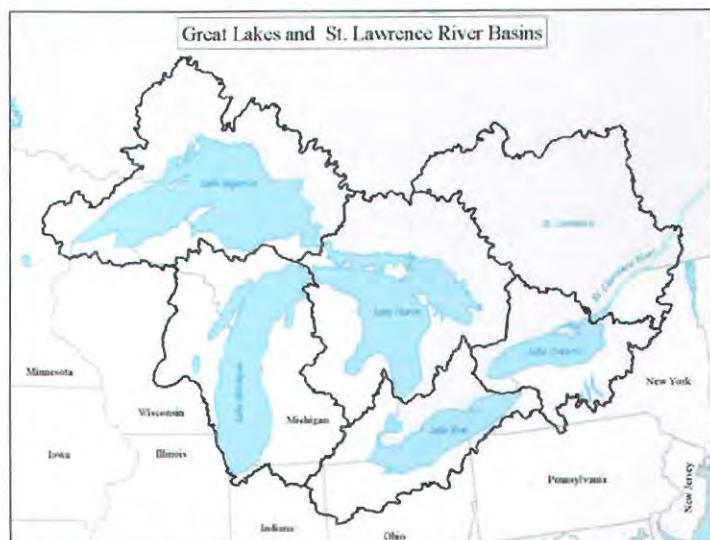 Great Lakes and St. Lawrence River Basins
Lake Superior
St. Lawrence
St. Lawrence River
Lake Huron
Lake Ontario
Lake Michigan
Minnesota
New York
Wisconsin
Michigan
Lake Erie
Iowa
Illinois
Pennsylvania
New Jersey
Indiana
Ohio